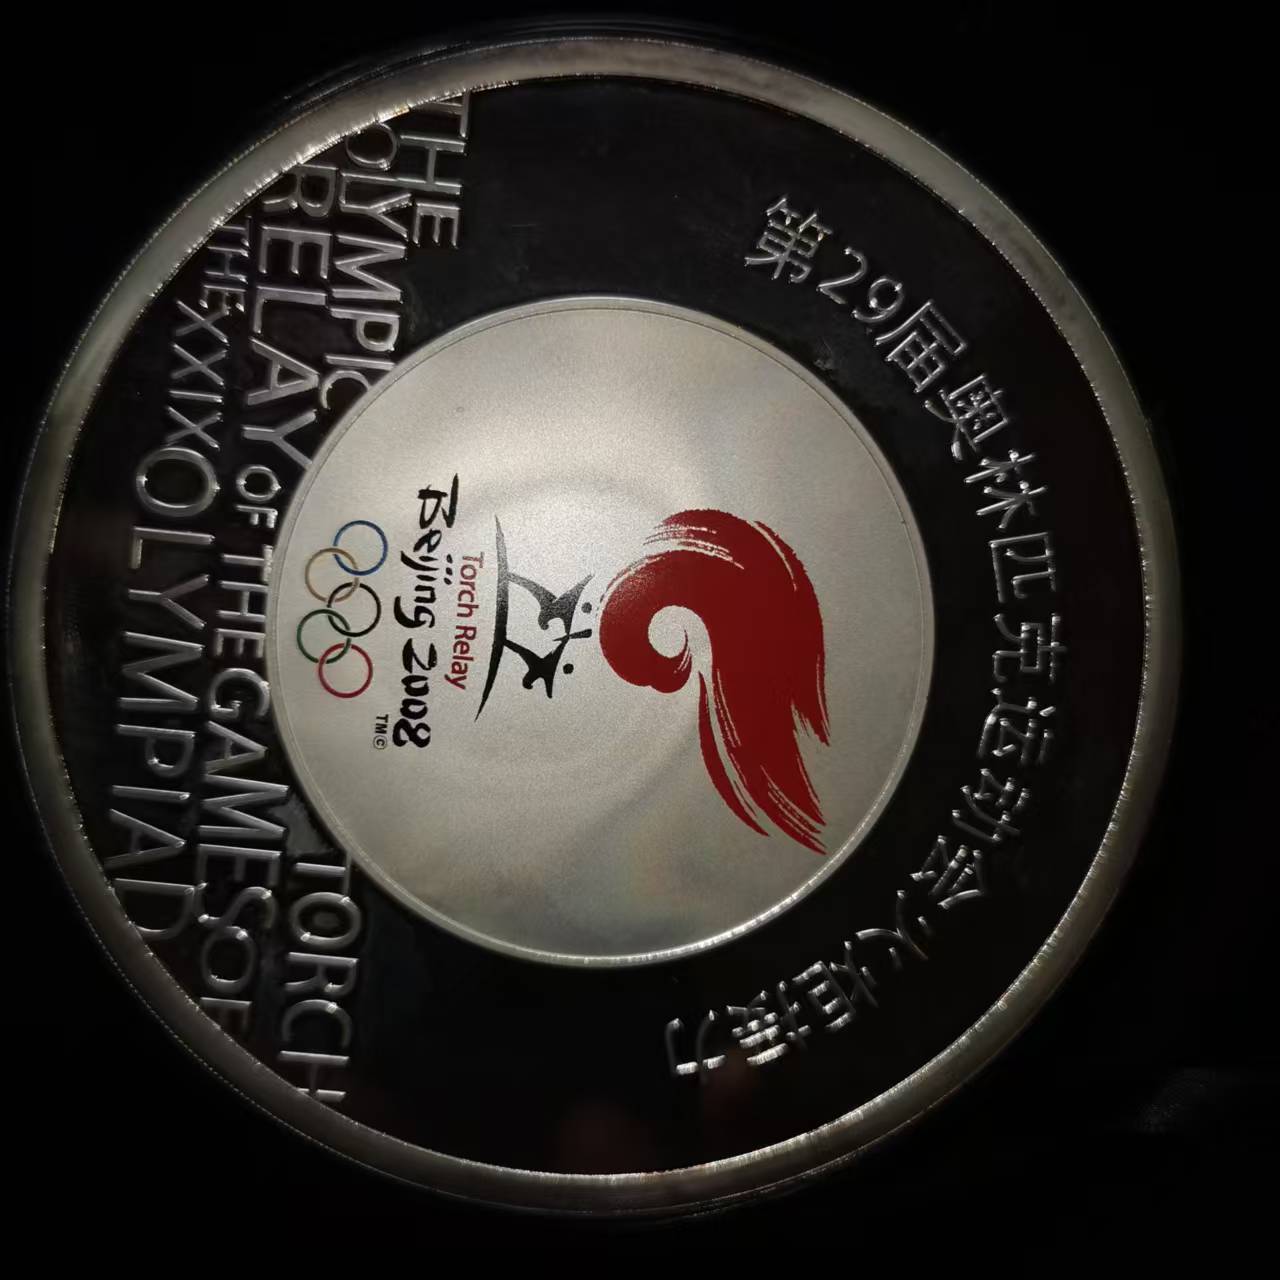 第29届奥林匹克运动会火炬接力
Torch Relay
Beijing 2008
TM©
THE
OLYMPIC TORCH
RELAY OF THE GAMES OF
THE XXIX OLYMPIAD